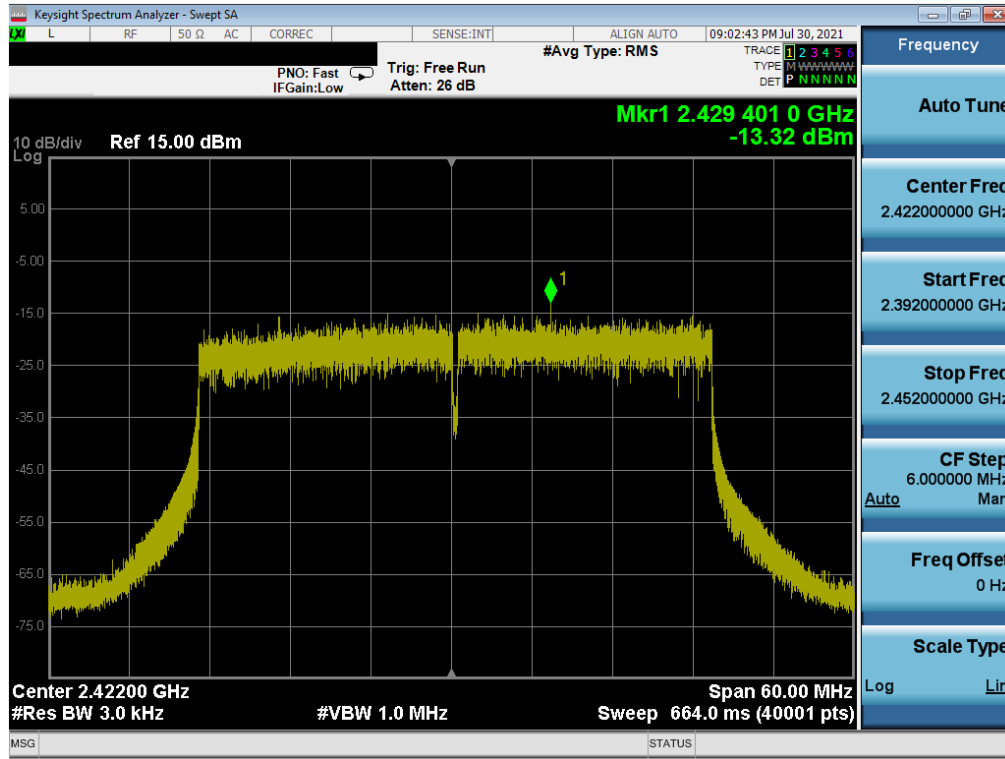 Keysight Spectrum Analyzer - Swept SA
LXI L RF 50 Ω AC CORREC SENSE:INT ALIGN AUTO 09:02:43 PM Jul 30, 2021
#Avg Type: RMS TRACE 1 2 3 4 5 6
PNO: Fast Trig: Free Run TYPE M WWWWW
IFGain:Low Atten: 26 dB DET P N N N N N
Mkr1 2.429 401 0 GHz
-13.32 dBm
10 dB/div Ref 15.00 dBm
Log
5.00
-5.00
1
-15.0
-25.0
-35.0
-45.0
-55.0
-65.0
-75.0
Center 2.42200 GHz Span 60.00 MHz
#Res BW 3.0 kHz #VBW 1.0 MHz Sweep 664.0 ms (40001 pts)
MSG STATUS
Frequency
Auto Tune
Center Freq
2.422000000 GHz
Start Freq
2.392000000 GHz
Stop Freq
2.452000000 GHz
CF Step
6.000000 MHz
Auto Man
Freq Offset
0 Hz
Scale Type
Log Lin